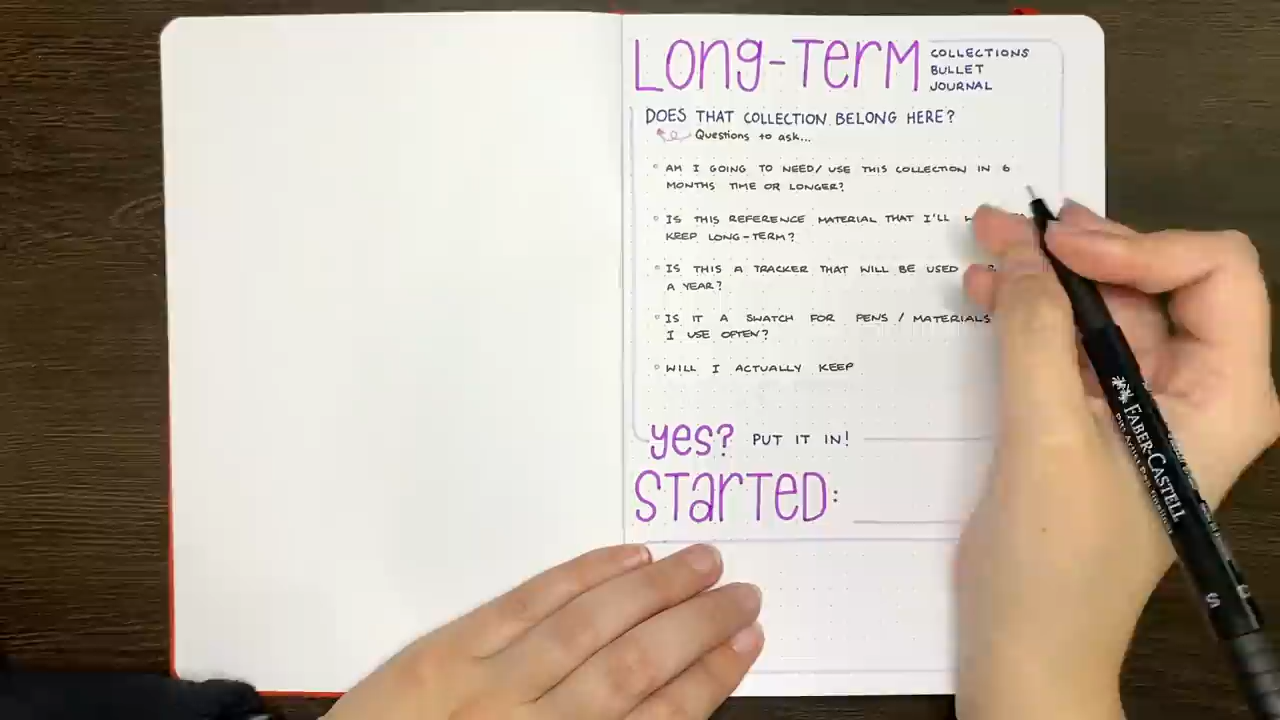 LONG-TERM
COLLECTIONS
BULLET
JOURNAL
DOES THAT COLLECTION BELONG HERE?
Questions to ask...
AM I GOING TO NEED/ USE THIS COLLECTION IN 6
MONTHS TIME OR LONGER?
IS THIS REFERENCE MATERIAL THAT I'LL
KEEP LONG-TERM?
IS THIS A TRACKER THAT WILL BE USED
A YEAR?
IS IT A SWATCH FOR PENS / MATERIALS
I USE OFTEN?
WILL I ACTUALLY KEEP
yes? PUT IT IN!
STARTED:
FABER-CASTELL
S